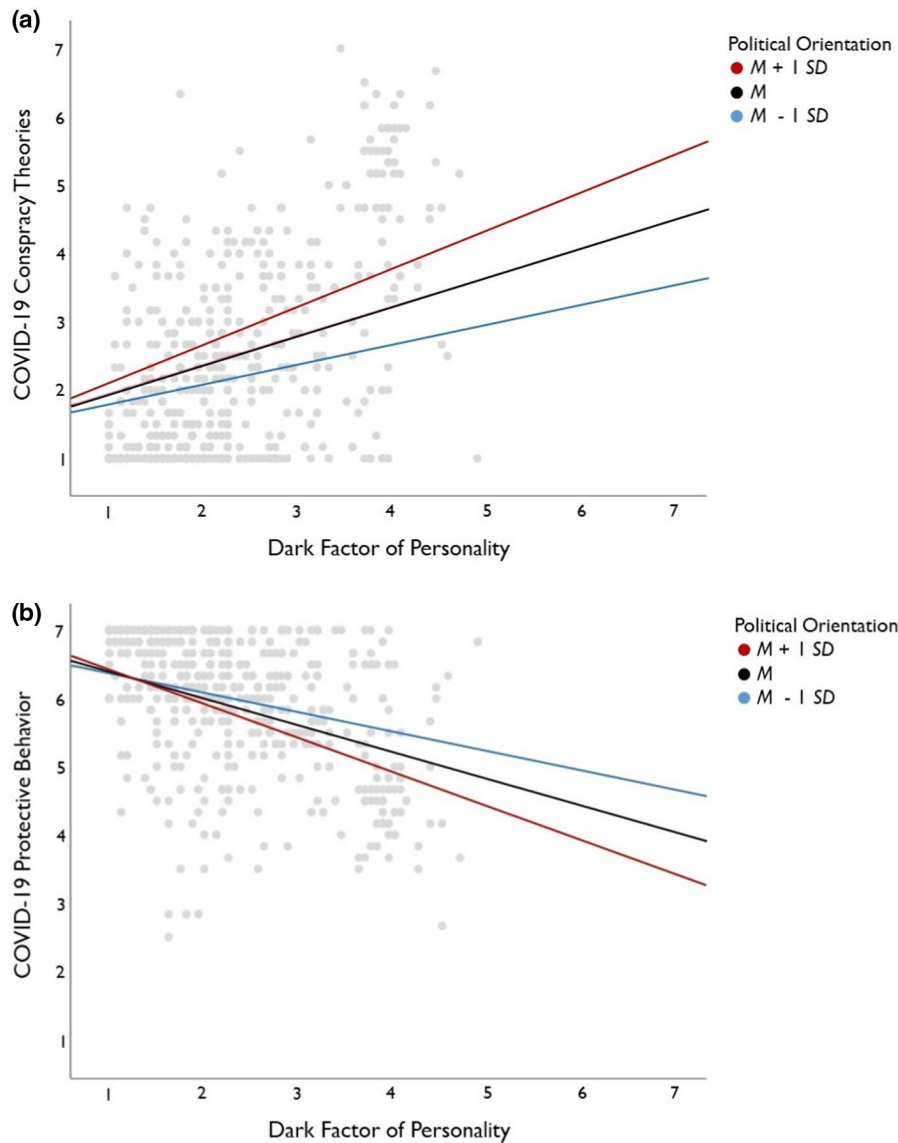 (a)
Political Orientation
M + 1 SD
M
M - 1 SD
7
6
5
4
3
2
1
COVID-19 Conspracy Theories
1 2 3 4 5 6 7
Dark Factor of Personality
(b)
Political Orientation
M + 1 SD
M
M - 1 SD
7
6
5
4
3
2
1
COVID-19 Protective Behavior
1 2 3 4 5 6 7
Dark Factor of Personality